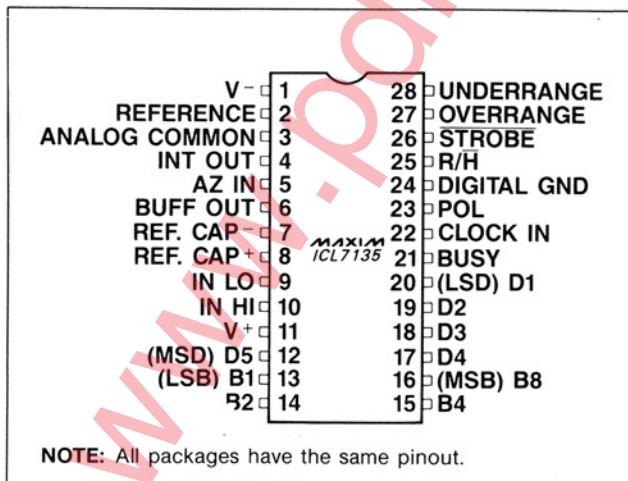 V⁻ 1 28 UNDERRANGE
REFERENCE 2 27 OVERRANGE
ANALOG COMMON 3 26 S̅T̅R̅O̅B̅E̅
INT OUT 4 25 R/H̅
AZ IN 5 24 DIGITAL GND
BUFF OUT 6 23 POL
REF. CAP⁻ 7 22 CLOCK IN
MAXIM
REF. CAP⁺ 8 ICL7135 21 BUSY
IN LO 9 20 (LSD) D1
IN HI 10 19 D2
V⁺ 11 18 D3
(MSD) D5 12 17 D4
(LSB) B1 13 16 (MSB) B8
B2 14 15 B4
NOTE: All packages have the same pinout.
www.pd